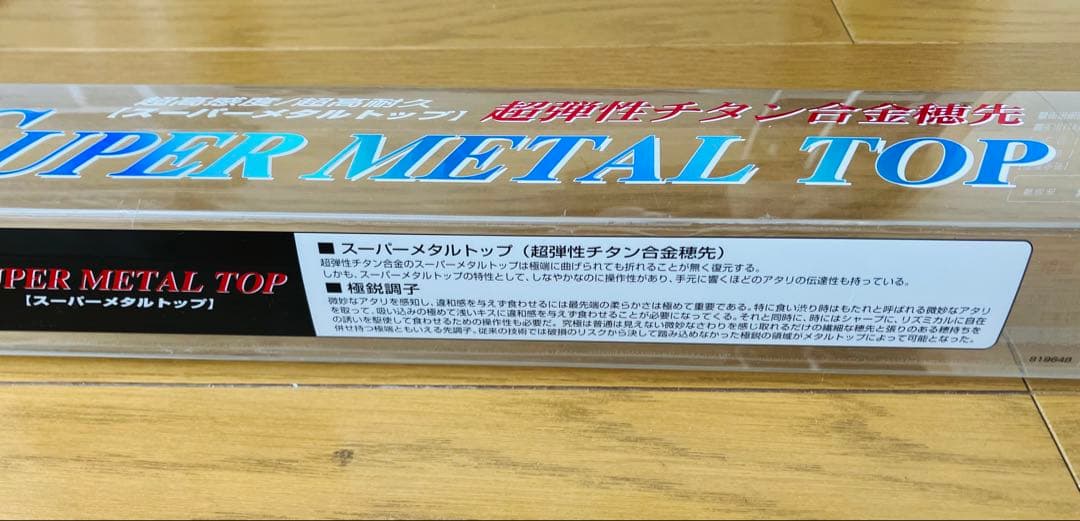 超高感度/超高耐久
【スーパーメタルトップ】
超弾性チタン合金穂先
SUPER METAL TOP
SUPER METAL TOP
【スーパーメタルトップ】
■ スーパーメタルトップ（超弾性チタン合金穂先）
超弾性チタン合金のスーパーメタルトップは極端に曲げられても折れることが無く復元する。
しかも、スーパーメタルトップの特性として、しなやかなのに操作性があり、手元に響くほどのアタリの伝達性も持っている。
■ 極鋭調子
微妙なアタリを感知し、違和感を与えず食わせるには最先端の柔らかさは極めて重要である。特に食い渋り時はもたれと呼ばれる微妙なアタリ
を取って、吸い込みの極めて浅いキスに違和感を与えず食わせることが必要になってくる。それと同時に、時にはシャープに、リズミカルに自在
の誘いを駆使して食わせるための操作性も必要だ。究極は普通は見えない微妙なさわりを感じ取れるだけの繊細な穂先と張りのある穂持ちを
併せ持つ極端ともいえる先調子。従来の技術では破損のリスクから決して踏み込めなかった極鋭の領域がメタルトップによって可能となった。
819648